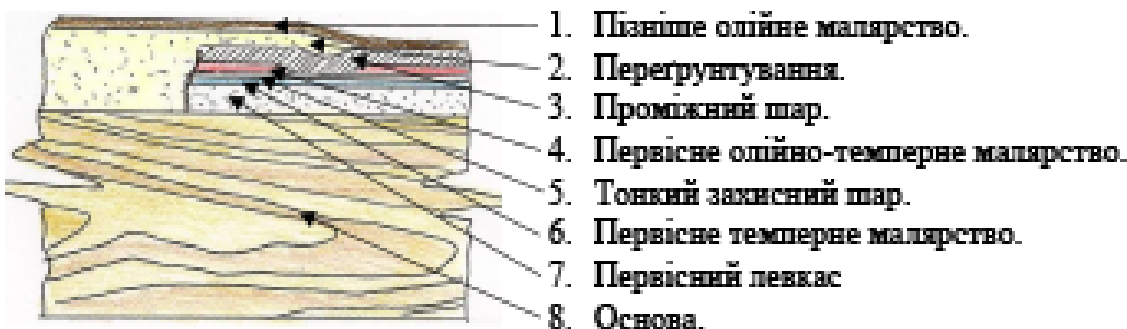 1. Пізніше олійне малярство.
2. Переґрунтування.
3. Проміжний шар.
4. Первісне олійно-темперне малярство.
5. Тонкий захисний шар.
6. Первісне темперне малярство.
7. Первісний левкас
8. Основа.